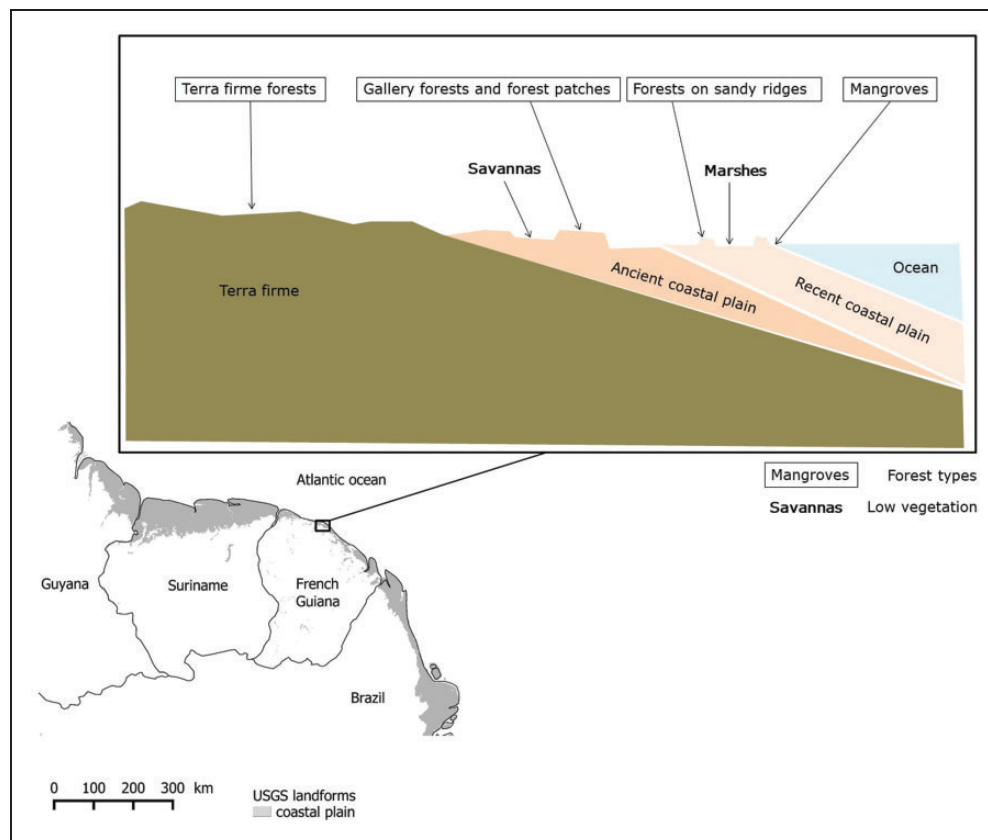 Terra firme forests
Gallery forests and forest patches
Forests on sandy ridges
Mangroves
Savannas
Marshes
Ocean
Terra firme
Ancient coastal plain
Recent coastal plain
Mangroves Forest types
Savannas Low vegetation
Atlantic ocean
Guyana
Suriname
French
Guiana
Brazil
0 100 200 300 km
USGS landforms
coastal plain